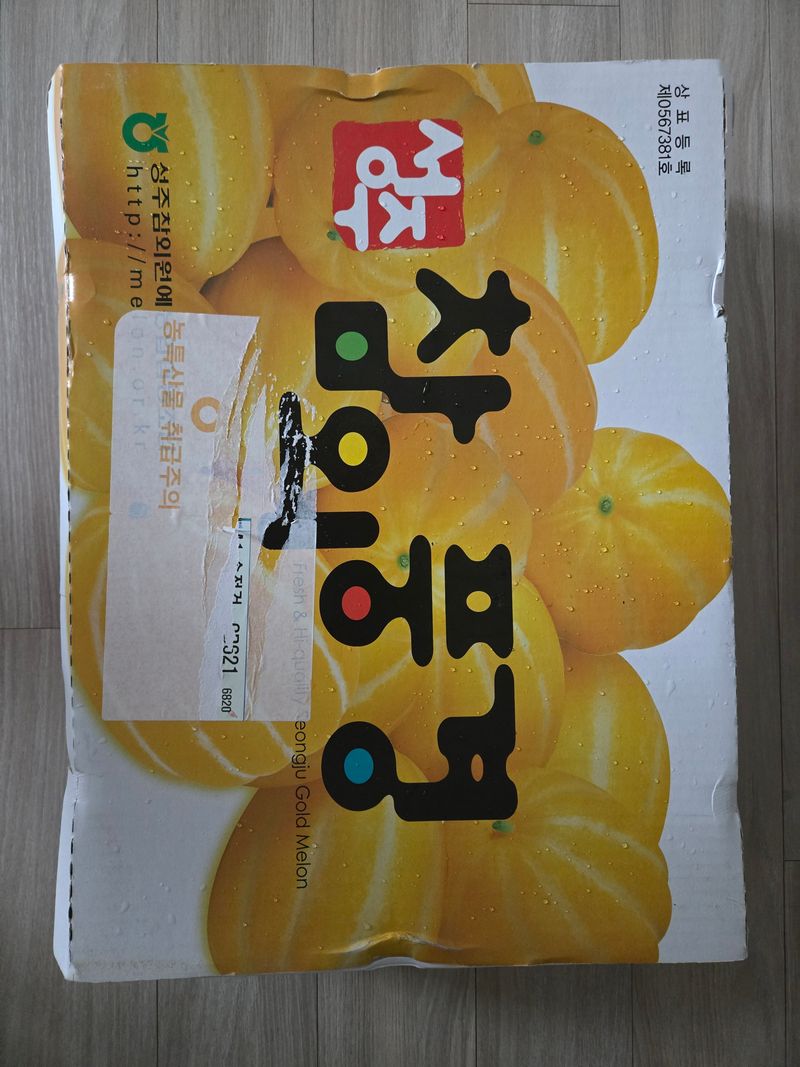 상 표 등 록
제0567381호
성주
참외풍경
Fresh & Hi-quality Seongju Gold Melon
6820
농특산물 취급주의
성주참외원예
http://melon.or.kr